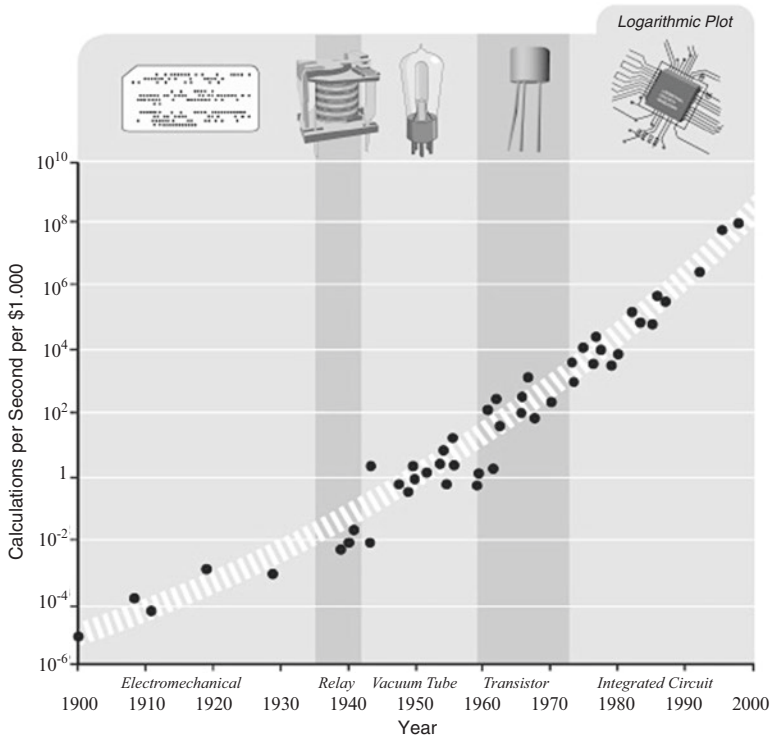 Logarithmic Plot
10^10
10^8
10^6
10^4
10^2
1
10^-2
10^-4
10^-6
Calculations per Second per $1.000
Electromechanical Relay Vacuum Tube Transistor Integrated Circuit
1900 1910 1920 1930 1940 1950 1960 1970 1980 1990 2000
Year